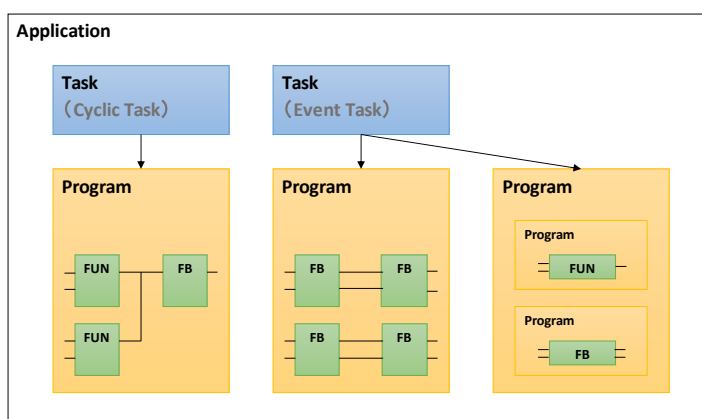 Application
Task
（Cyclic Task）
Task
（Event Task）
Program
FUN
FB
FUN
Program
FB
FB
FB
FB
Program
Program
FUN
Program
FB